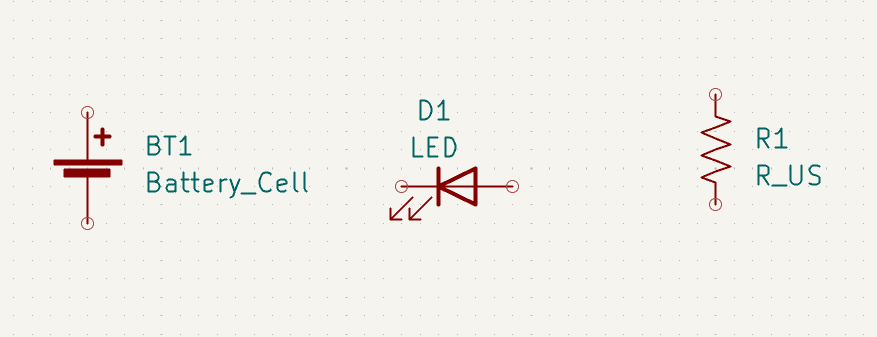 +
BT1
Battery_Cell
D1
LED
R1
R_US